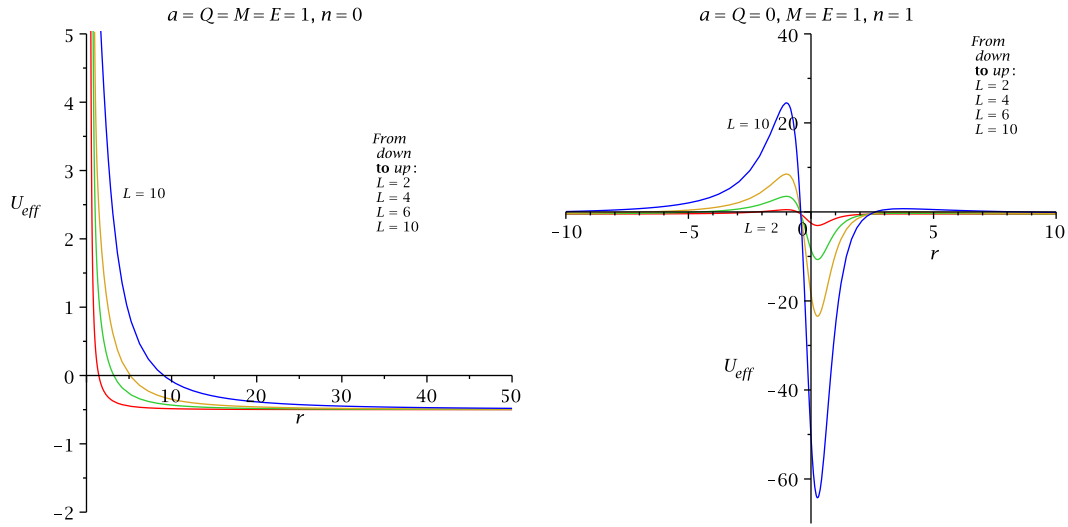 a = Q = M = E = 1, n = 0
5
4
3
2
1
0
−1
−2
U_eff
L = 10
From
down
to up:
L = 2
L = 4
L = 6
L = 10
10
20
30
40
50
r
a = Q = 0, M = E = 1, n = 1
40
20
0
−20
−40
−60
L = 10
From
down
to up:
L = 2
L = 4
L = 6
L = 10
L = 2
−10
−5
5
10
r
U_eff